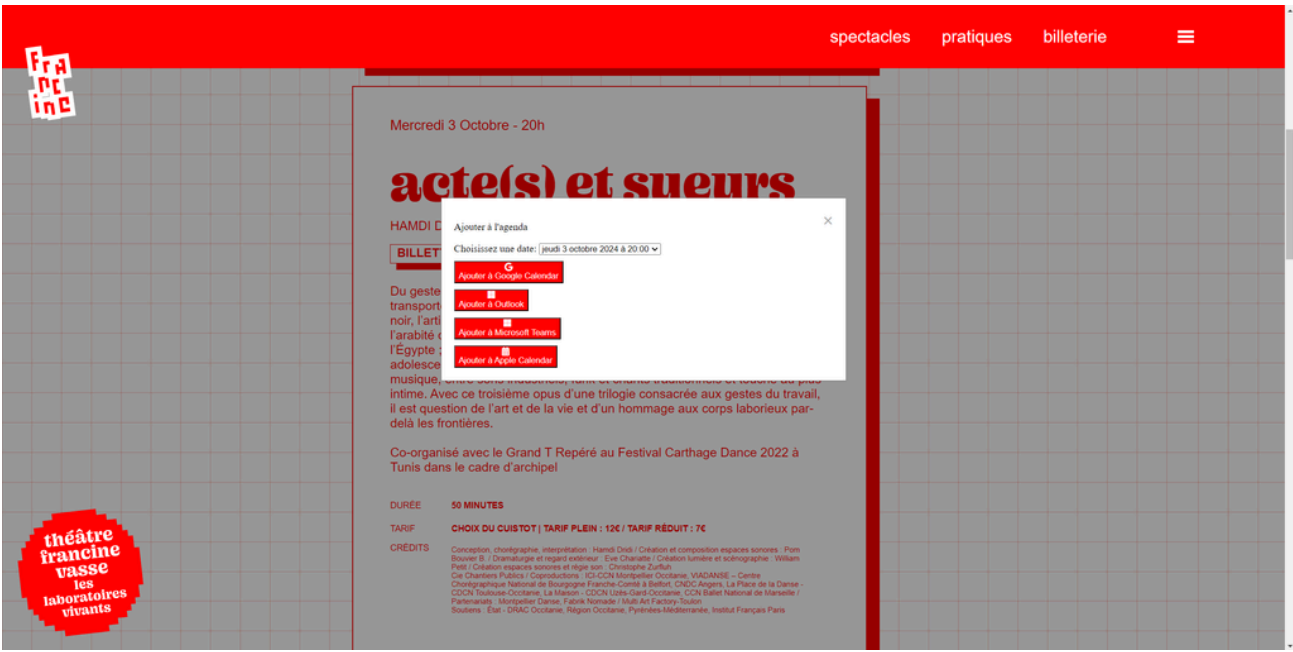 spectacles pratiques billeterie
Fra
nc
ine
Mercredi 3 Octobre - 20h
acte(s) et sueurs
HAMDI D
BILLET
Ajouter à l'agenda
×
Choisissez une date: jeudi 3 octobre 2024 à 20:00
G
Ajouter à Google Calendar
Ajouter à Outlook
Ajouter à Microsoft Teams
Ajouter à Apple Calendar
Du geste
transport
noir, l'arti
l'arabité
l'Égypte ;
adolesce
musique, entre sons industriels, funk et chants traditionnels et touche au plus
intime. Avec ce troisième opus d'une trilogie consacrée aux gestes du travail,
il est question de l'art et de la vie et d'un hommage aux corps laborieux par-
delà les frontières.
Co-organisé avec le Grand T Repéré au Festival Carthage Dance 2022 à
Tunis dans le cadre d'archipel
DURÉE 50 MINUTES
TARIF CHOIX DU CUISTOT | TARIF PLEIN : 12€ / TARIF RÉDUIT : 7€
CRÉDITS Conception, chorégraphie, interprétation : Hamdi Dridi / Création et composition espaces sonores : Pom
Bouvier B. / Dramaturgie et regard extérieur : Eve Chariatte / Création lumière et scénographie : William
Petit / Création espaces sonores et régie son : Christophe Zurfluh
Cie Chantiers Publics / Coproductions : ICI-CCN Montpellier Occitanie, VIADANSE – Centre
Chorégraphique National de Bourgogne Franche-Comté à Belfort, CNDC Angers, La Place de la Danse -
CDCN Toulouse-Occitanie, La Maison - CDCN Uzès-Gard-Occitanie, CCN Ballet National de Marseille /
Partenariats : Montpellier Danse, Fabrik Nomade / Multi Art Factory-Toulon
Soutiens : État - DRAC Occitanie, Région Occitanie, Pyrénées-Méditerranée, Institut Français Paris
théâtre
francine
vasse
les
laboratoires
vivants